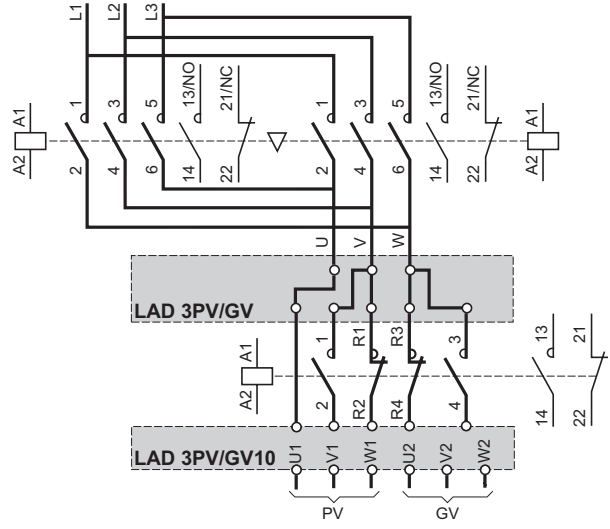 L1 L2 L3
A1 1 3 5 13/NO 21/NC 1 3 5 13/NO 21/NC A1
A2 2 4 6 14 22 2 4 6 14 22 A2
U V W
LAD 3PV/GV
A1 1 R1 R3 3 13 21
A2 2 R2 R4 4 14 22
LAD 3PV/GV10 U1 V1 W1 U2 V2 W2
PV GV